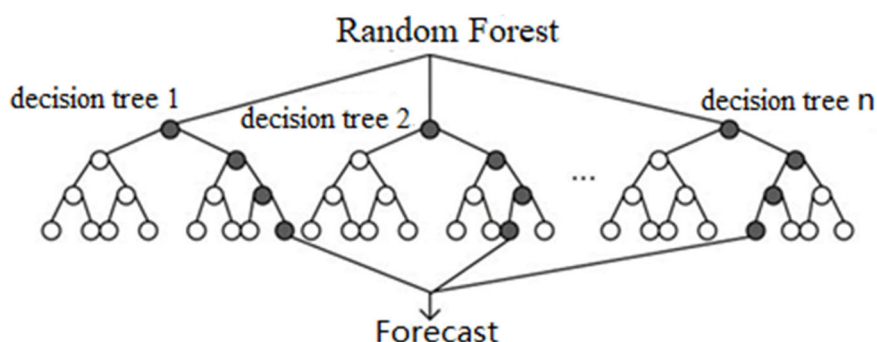 Random Forest
decision tree 1
decision tree 2
decision tree n
...
Forecast